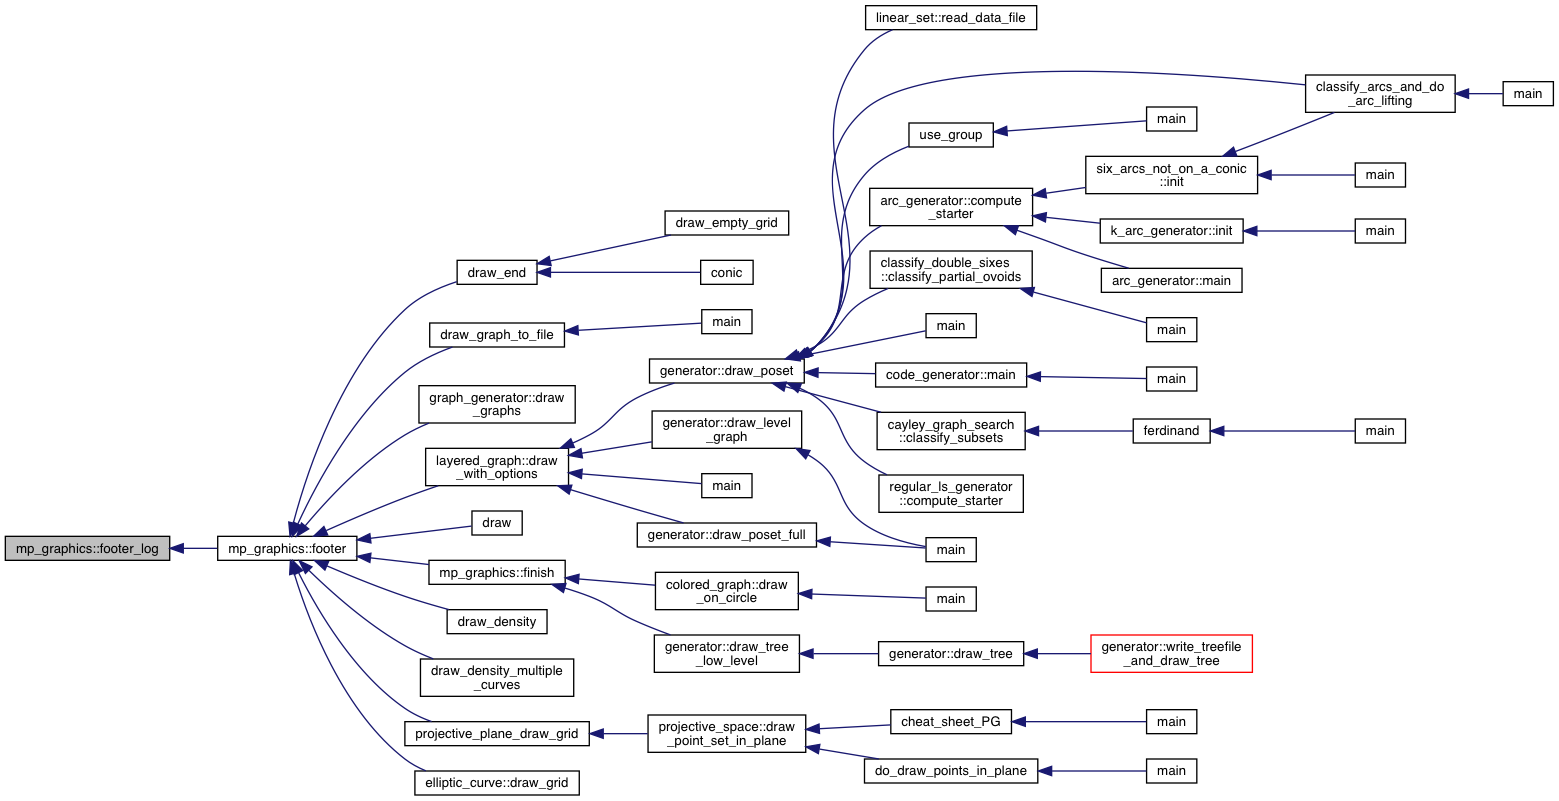 linear_set::read_data_file
classify_arcs_and_do
_arc_lifting
main
use_group
main
six_arcs_not_on_a_conic
::init
main
arc_generator::compute
_starter
k_arc_generator::init
main
arc_generator::main
draw_empty_grid
draw_end
conic
classify_double_sixes
::classify_partial_ovoids
main
draw_graph_to_file
main
main
generator::draw_poset
code_generator::main
main
graph_generator::draw
_graphs
generator::draw_level
_graph
cayley_graph_search
::classify_subsets
ferdinand
main
layered_graph::draw
_with_options
main
regular_ls_generator
::compute_starter
draw
generator::draw_poset_full
main
mp_graphics::footer_log
mp_graphics::footer
mp_graphics::finish
colored_graph::draw
_on_circle
main
draw_density
generator::draw_tree
_low_level
generator::draw_tree
generator::write_treefile
_and_draw_tree
draw_density_multiple
_curves
projective_plane_draw_grid
projective_space::draw
_point_set_in_plane
cheat_sheet_PG
main
do_draw_points_in_plane
main
elliptic_curve::draw_grid